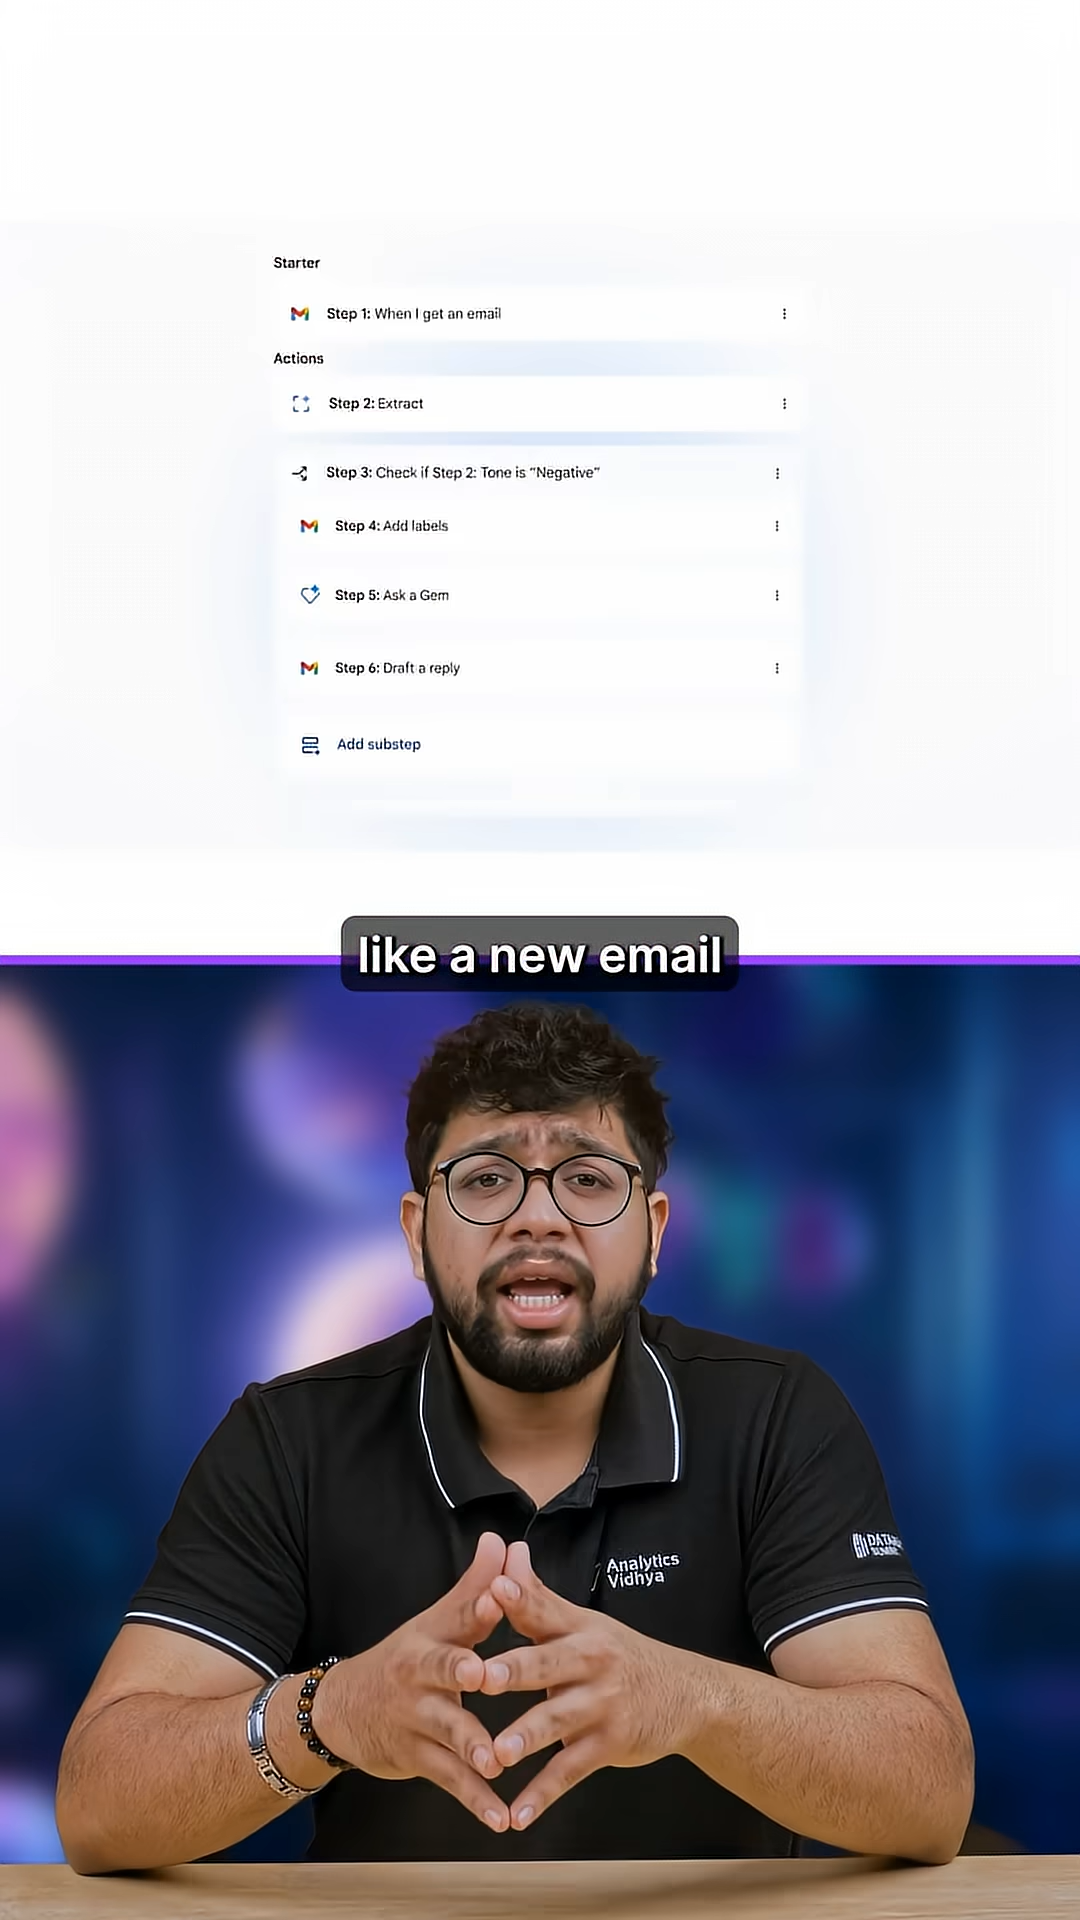 Starter
Step 1: When I get an email
Actions
Step 2: Extract
Step 3: Check if Step 2: Tone is “Negative”
Step 4: Add labels
Step 5: Ask a Gem
Step 6: Draft a reply
Add substep
like a new email
Analytics
Vidhya